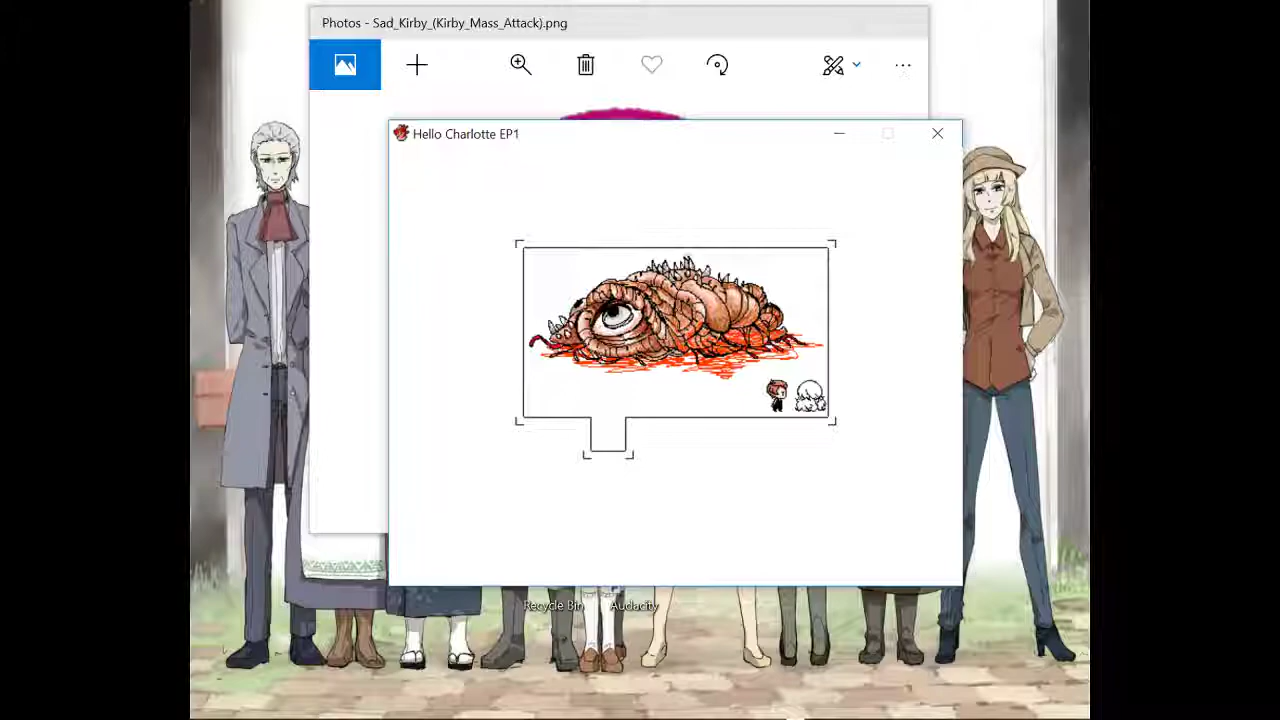 Photos - Sad_Kirby_(Kirby_Mass_Attack).png
Hello Charlotte EP1
Recycle Bin
Audacity